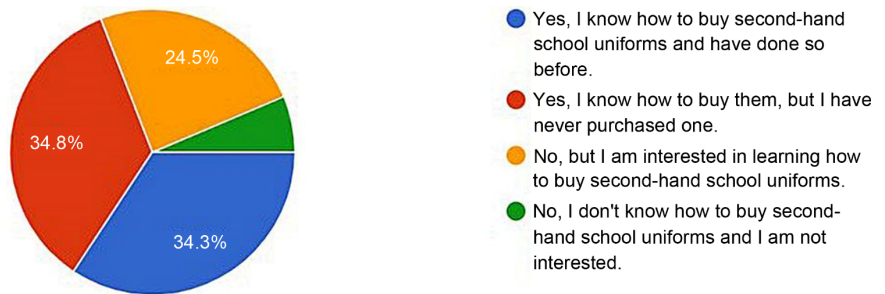 24.5%
34.8%
34.3%
Yes, I know how to buy second-hand
school uniforms and have done so
before.
Yes, I know how to buy them, but I have
never purchased one.
No, but I am interested in learning how
to buy second-hand school uniforms.
No, I don't know how to buy second-
hand school uniforms and I am not
interested.